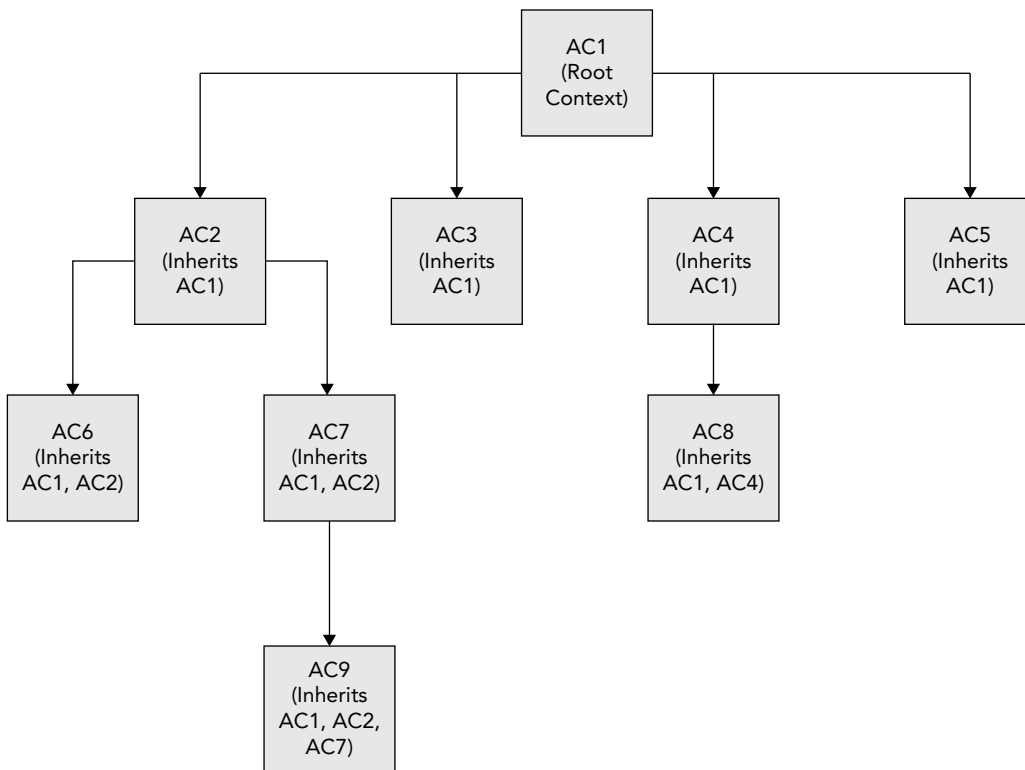 AC1
(Root
Context)
AC2
(Inherits
AC1)
AC3
(Inherits
AC1)
AC4
(Inherits
AC1)
AC5
(Inherits
AC1)
AC6
(Inherits
AC1, AC2)
AC7
(Inherits
AC1, AC2)
AC8
(Inherits
AC1, AC4)
AC9
(Inherits
AC1, AC2,
AC7)